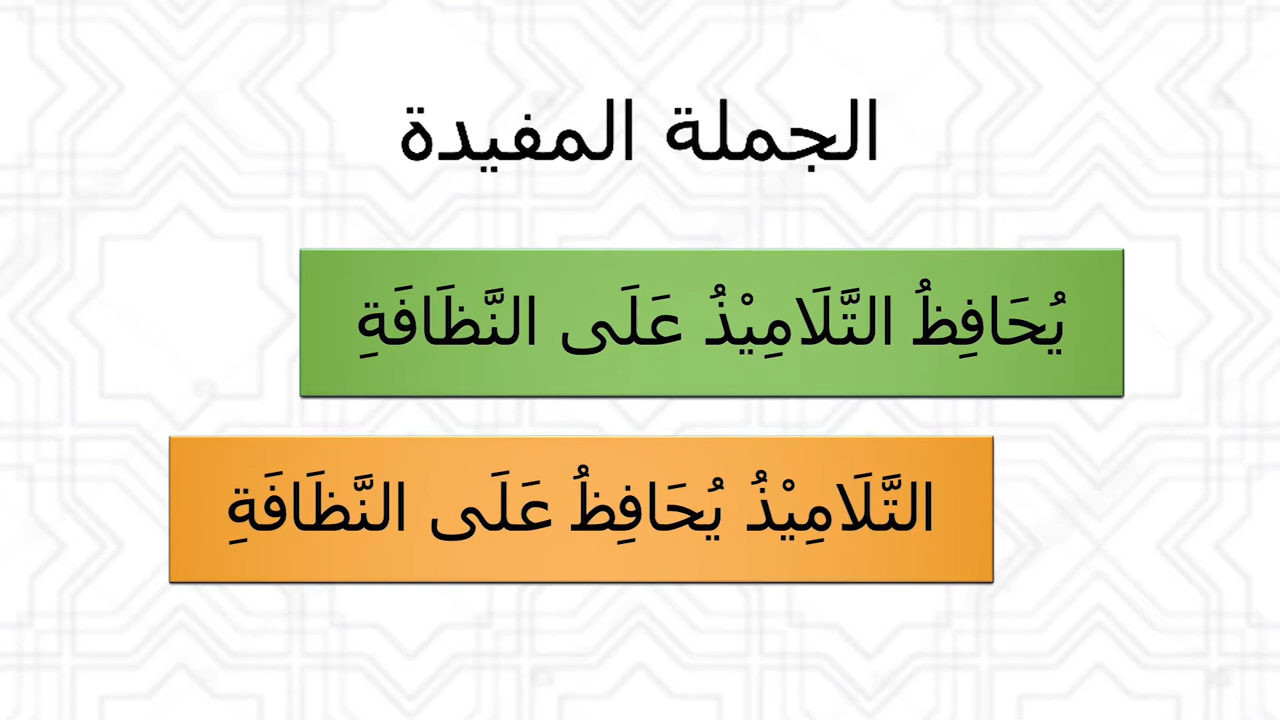 الجملة المفيدة
يُحَافِظُ التَّلَامِيْذُ عَلَى النَّظَافَةِ
التَّلَامِيْذُ يُحَافِظُ عَلَى النَّظَافَةِ